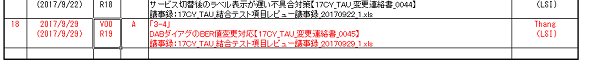 (2017/9/22) R18 サービス切替後のラベル表示が遅い不具合対策【17CY_TAU_変更連絡書_0044】 (LSI)
議事録:17CY_TAU_結合テスト項目レビュー議事録_20170922_1.xls
18 2017/9/29 V00 A 「3-4」 Thang
(2017/9/29) R19 DABダイアグのBER値変更対応【17CY_TAU_変更連絡書_0045】 (LSI)
議事録:17CY_TAU_結合テスト項目レビュー議事録_20170929_1.xls